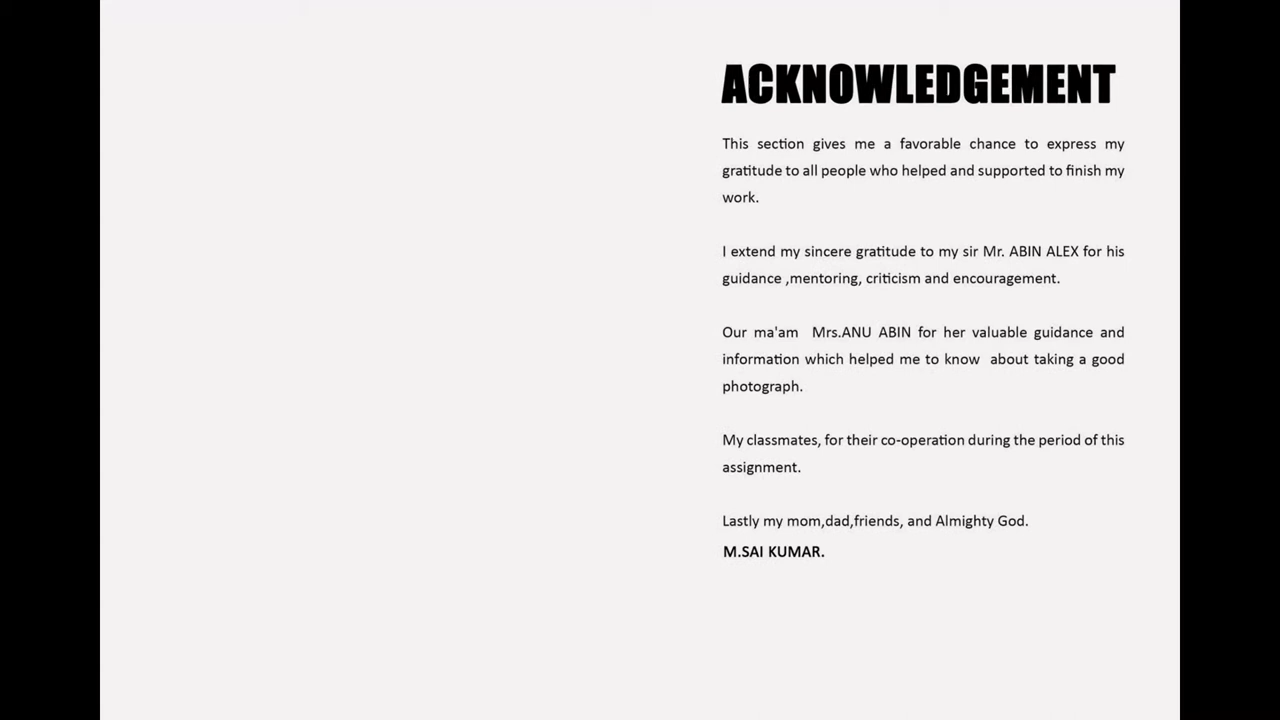 ACKNOWLEDGEMENT
This section gives me a favorable chance to express my
gratitude to all people who helped and supported to finish my
work.
I extend my sincere gratitude to my sir Mr. ABIN ALEX for his
guidance ,mentoring, criticism and encouragement.
Our ma'am  Mrs.ANU ABIN for her valuable guidance and
information which helped me to know  about taking a good
photograph.
My classmates, for their co-operation during the period of this
assignment.
Lastly my mom,dad,friends, and Almighty God.
M.SAI KUMAR.